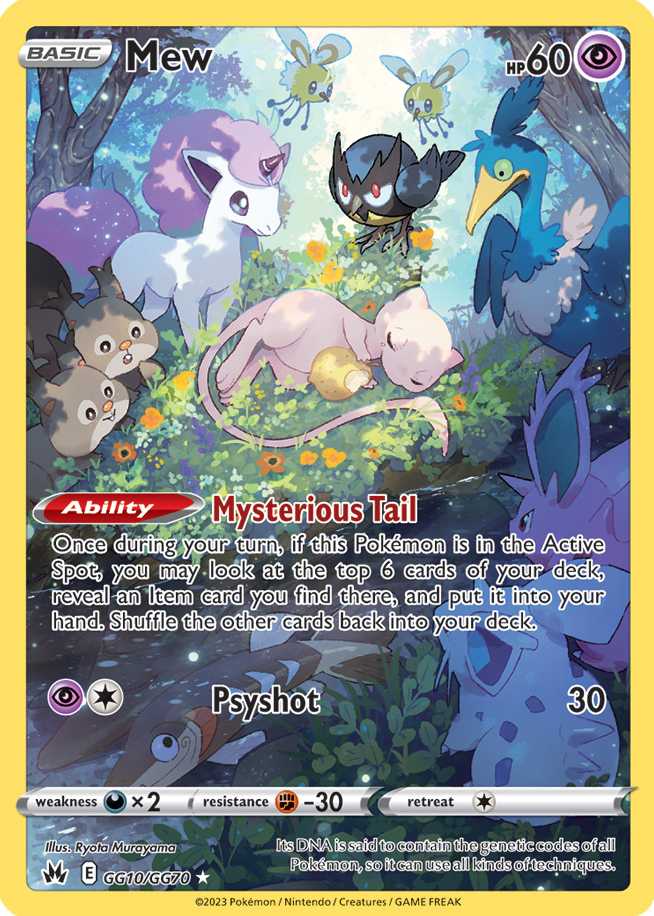 BASIC Mew HP60
Ability Mysterious Tail
Once during your turn, if this Pokémon is in the Active
Spot, you may look at the top 6 cards of your deck,
reveal an Item card you find there, and put it into your
hand. Shuffle the other cards back into your deck.
Psyshot 30
weakness ×2 resistance -30 retreat
Illus. Ryota Murayama
Its DNA is said to contain the genetic codes of all
Pokémon, so it can use all kinds of techniques.
E GG10/GG70 ★
©2023 Pokémon / Nintendo / Creatures / GAME FREAK